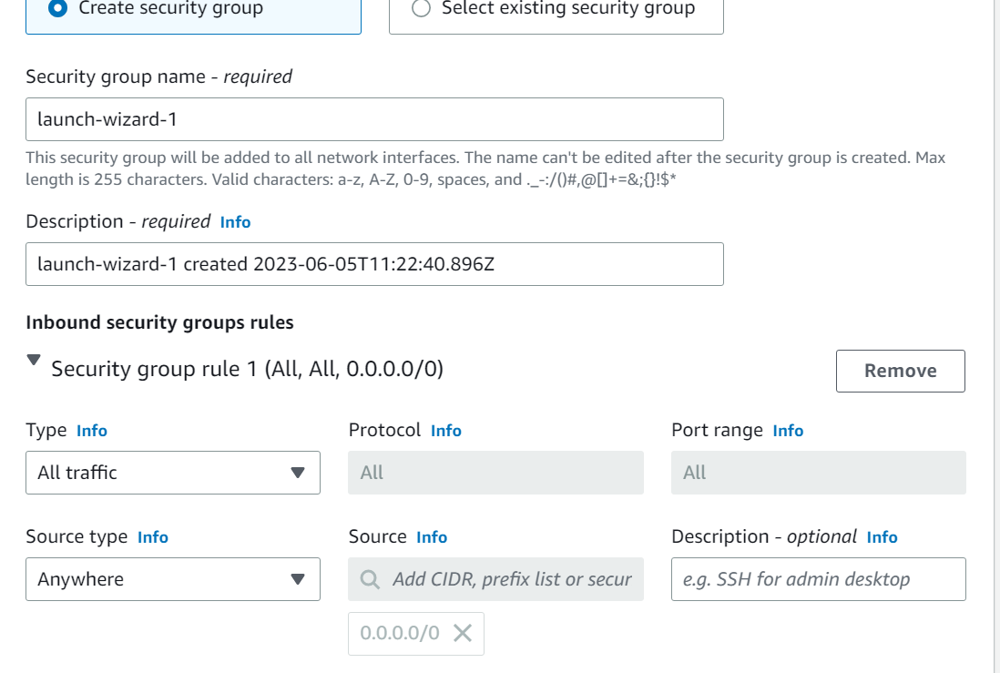 Create security group
Select existing security group
Security group name - required
launch-wizard-1
This security group will be added to all network interfaces. The name can't be edited after the security group is created. Max
length is 255 characters. Valid characters: a-z, A-Z, 0-9, spaces, and ._-:/()#,@[]+=&;{}!$*
Description - required Info
launch-wizard-1 created 2023-06-05T11:22:40.896Z
Inbound security groups rules
Security group rule 1 (All, All, 0.0.0.0/0)
Remove
Type Info
Protocol Info
Port range Info
All traffic
All
All
Source type Info
Source Info
Description - optional Info
Anywhere
Add CIDR, prefix list or secur
e.g. SSH for admin desktop
0.0.0.0/0